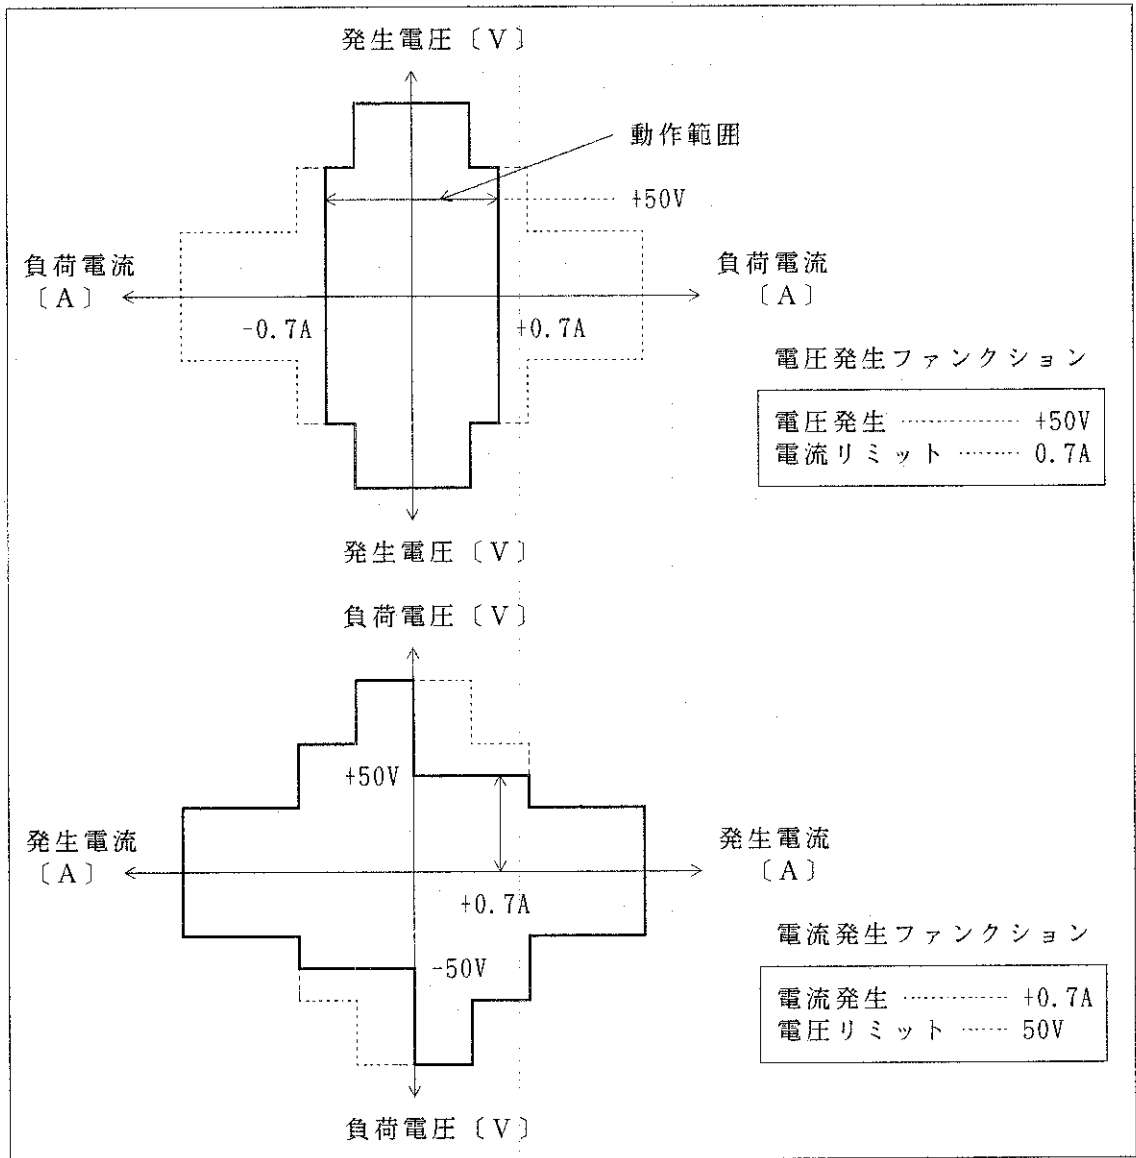 発生電圧〔V〕
動作範囲
+50V
負荷電流
〔A〕
負荷電流
〔A〕
-0.7A
+0.7A
電圧発生ファンクション
電圧発生 ‥‥‥‥‥‥ +50V
電流リミット ‥‥‥ 0.7A
発生電圧〔V〕
負荷電圧〔V〕
+50V
発生電流
〔A〕
発生電流
〔A〕
+0.7A
-50V
電流発生ファンクション
電流発生 ‥‥‥‥‥ +0.7A
電圧リミット ‥‥‥ 50V
負荷電圧〔V〕